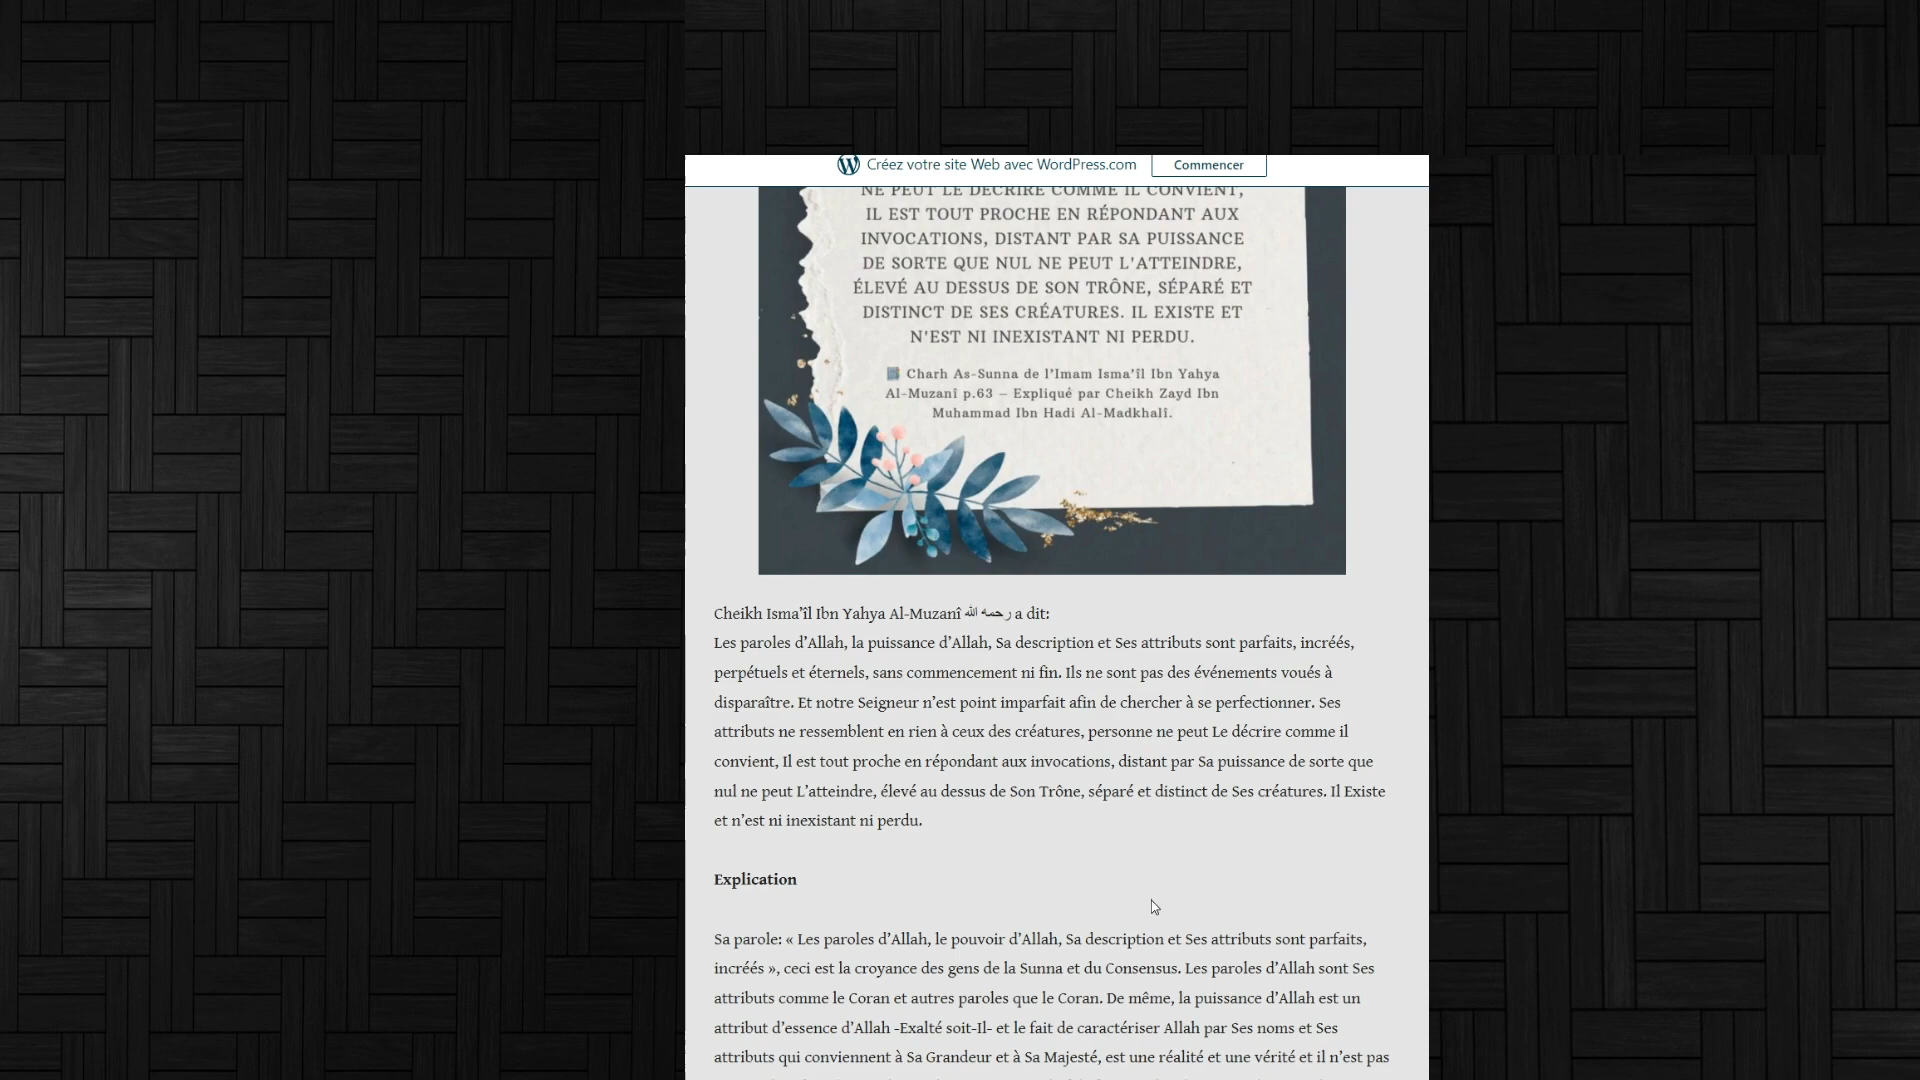 Créez votre site Web avec WordPress.com Commencer
NE PEUT LE DÉCRIRE COMME IL CONVIENT,
IL EST TOUT PROCHE EN RÉPONDANT AUX
INVOCATIONS, DISTANT PAR SA PUISSANCE
DE SORTE QUE NUL NE PEUT L'ATTEINDRE,
ÉLEVÉ AU DESSUS DE SON TRÔNE, SÉPARÉ ET
DISTINCT DE SES CRÉATURES. IL EXISTE ET
N'EST NI INEXISTANT NI PERDU.
Charh As-Sunna de l’Imam Isma’îl Ibn Yahya
Al-Muzanî p.63 – Expliqué par Cheikh Zayd Ibn
Muhammad Ibn Hadi Al-Madkhalî.
Cheikh Isma’îl Ibn Yahya Al-Muzanî رحمه الله a dit:
Les paroles d’Allah, la puissance d’Allah, Sa description et Ses attributs sont parfaits, incréés,
perpétuels et éternels, sans commencement ni fin. Ils ne sont pas des événements voués à
disparaître. Et notre Seigneur n’est point imparfait afin de chercher à se perfectionner. Ses
attributs ne ressemblent en rien à ceux des créatures, personne ne peut Le décrire comme il
convient, Il est tout proche en répondant aux invocations, distant par Sa puissance de sorte que
nul ne peut L’atteindre, élevé au dessus de Son Trône, séparé et distinct de Ses créatures. Il Existe
et n’est ni inexistant ni perdu.
Explication
Sa parole: « Les paroles d’Allah, le pouvoir d’Allah, Sa description et Ses attributs sont parfaits,
incréés », ceci est la croyance des gens de la Sunna et du Consensus. Les paroles d’Allah sont Ses
attributs comme le Coran et autres paroles que le Coran. De même, la puissance d’Allah est un
attribut d’essence d’Allah -Exalté soit-Il- et le fait de caractériser Allah par Ses noms et Ses
attributs qui conviennent à Sa Grandeur et à Sa Majesté, est une réalité et une vérité et il n’est pas